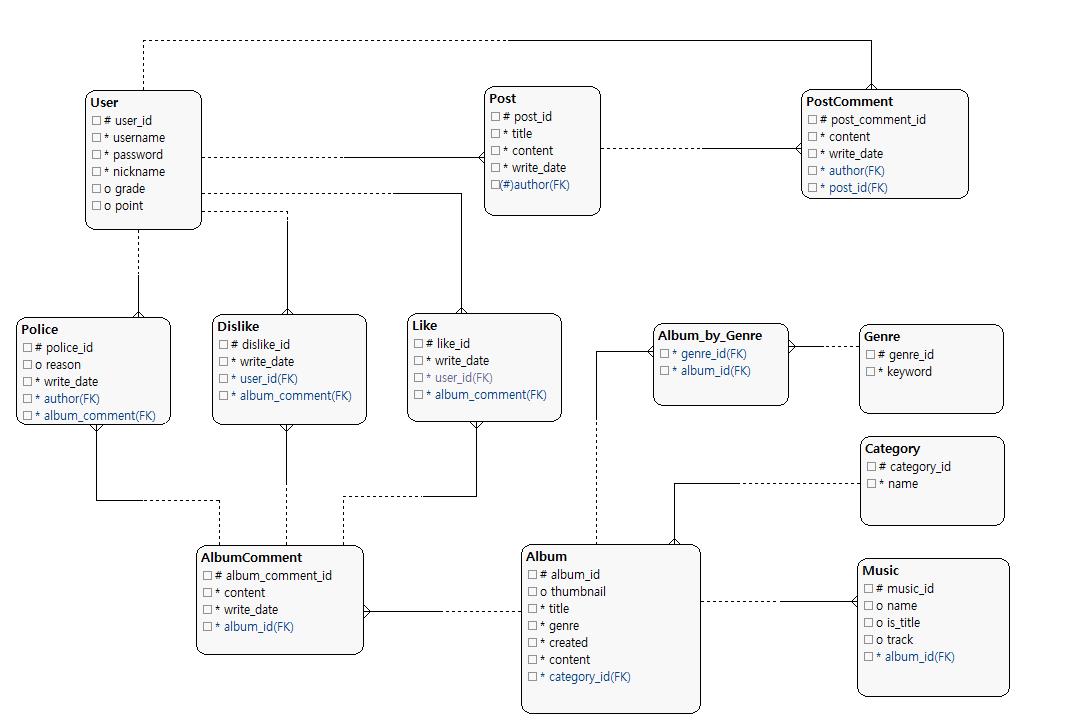 User
# user_id
* username
* password
* nickname
o grade
o point
Post
# post_id
* title
* content
* write_date
(#)author(FK)
PostComment
# post_comment_id
* content
* write_date
* author(FK)
* post_id(FK)
Police
# police_id
o reason
* write_date
* author(FK)
* album_comment(FK)
Dislike
# dislike_id
* write_date
* user_id(FK)
* album_comment(FK)
Like
# like_id
* write_date
* user_id(FK)
* album_comment(FK)
Album_by_Genre
* genre_id(FK)
* album_id(FK)
Genre
# genre_id
* keyword
Category
# category_id
* name
AlbumComment
# album_comment_id
* content
* write_date
* album_id(FK)
Album
# album_id
o thumbnail
* title
* genre
* created
* content
* category_id(FK)
Music
# music_id
o name
o is_title
o track
* album_id(FK)